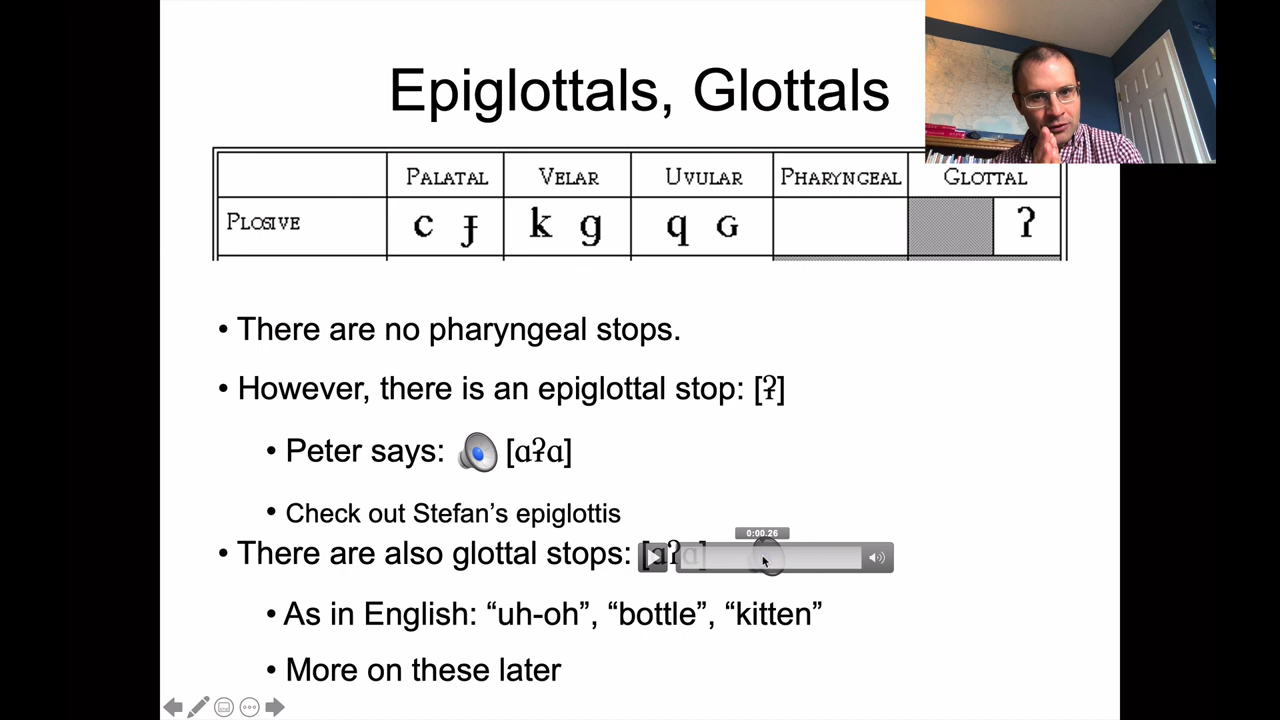 Epiglottals, Glottals
PALATAL VELAR UVULAR PHARYNGEAL GLOTTAL
PLOSIVE c ɟ k ɡ q ɢ ʔ
• There are no pharyngeal stops.
• However, there is an epiglottal stop: [ʡ]
• Peter says: [ɑʡɑ]
• Check out Stefan’s epiglottis
0:00.26
• There are also glottal stops: [ɑʔɑ]
• As in English: “uh-oh”, “bottle”, “kitten”
• More on these later